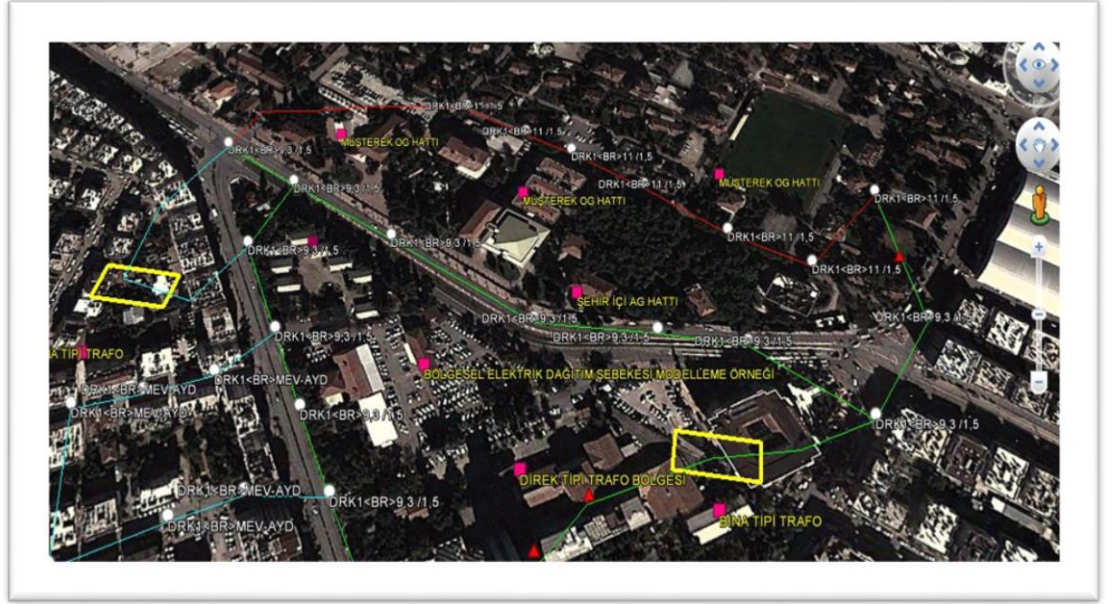 DRK1<BR>11 /1,5
DRK1<BR>11 /1,5
MÜŞTEREK OG HATTI
DRK1<BR>9.3 /1,5
DRK1<BR>11 /1,5
DRK1<BR>11 /1,5
MÜŞTEREK OG HATTI
DRK1<BR>9.3 /1,5
DRK1<BR>11 /1,5
MÜŞTEREK OG HATTI
DRK1<BR>11 /1,5
DRK1<BR>9.3 /1,5
DRK1<BR>9.3 /1,5
DRK1<BR>11 /1,5
ŞEHİR İÇİ AG HATTI
DRK1<BR>9.3 /1,5
DRK1<BR>9.3 /1,5
DRK1<BR>9.3 /1,5
DRK1<BR>9.3 /1,5
DRK1<BR>9.3 /1,5
A TİPİ TRAFO
BÖLGESEL ELEKTRİK DAĞITIM ŞEBEKESİ MODELLEME ÖRNEĞİ
DRK1<BR>MEV-AYD
DRK1<BR>MEV-AYD
DRK1<BR>MEV-AYD
DRK1<BR>9.3 /1,5
DRK1<BR>9.3 /1,5
DİREK TİPİ TRAFO BÖLGESİ
DRK1<BR>MEV-AYD
DRK1<BR>9.3 /1,5
DRK1<BR>MEV-AYD
BİNA TİPİ TRAFO